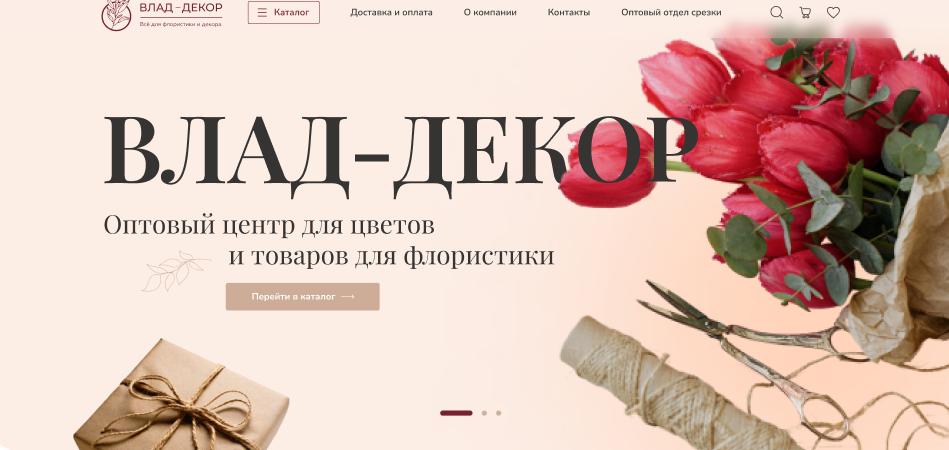 ВЛАД–ДЕКОР
Всё для флористики и декора
Каталог
Доставка и оплата
О компании
Контакты
Оптовый отдел срезки
ВЛАД–ДЕКОР
Оптовый центр для цветов
и товаров для флористики
Перейти в каталог